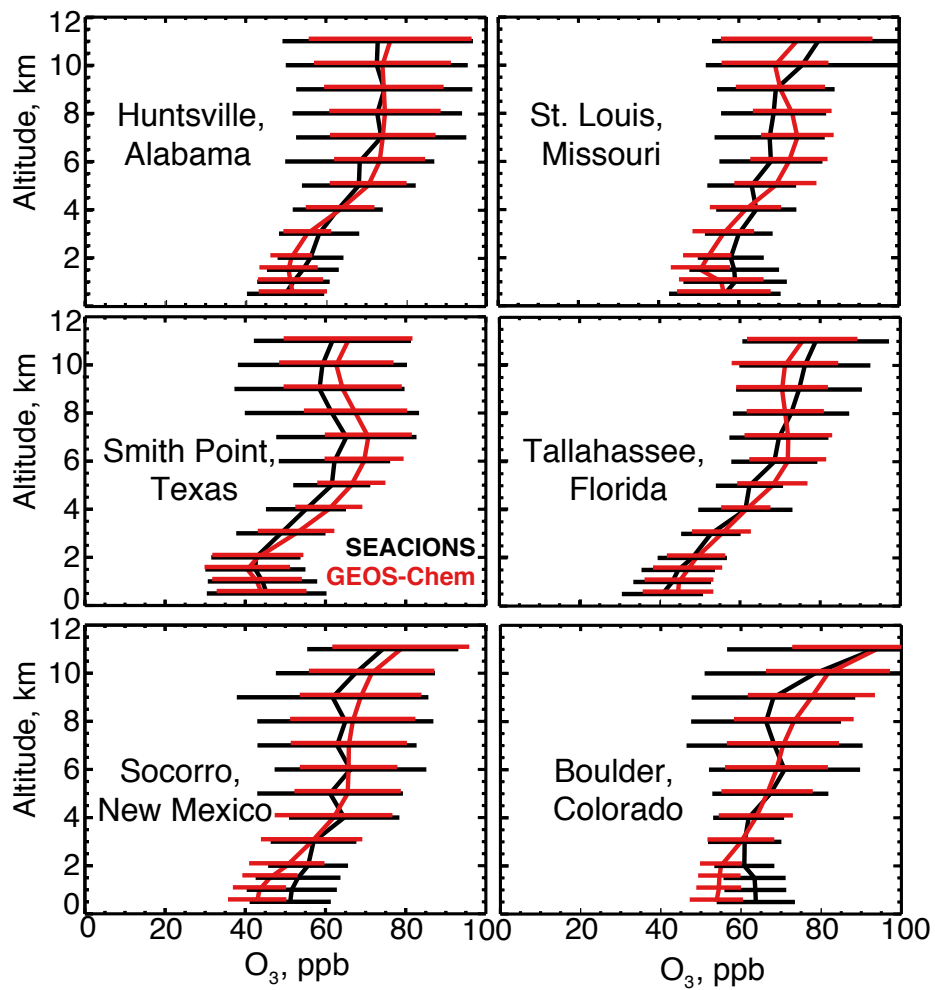 12
10
8
6
4
2
Altitude, km
Huntsville,
Alabama
St. Louis,
Missouri
12
10
8
6
4
2
0
Altitude, km
Smith Point,
Texas
SEACIONS
GEOS-Chem
Tallahassee,
Florida
12
10
8
6
4
2
0
Altitude, km
Socorro,
New Mexico
Boulder,
Colorado
0 20 40 60 80
0 20 40 60 80 100
O₃, ppb
O₃, ppb